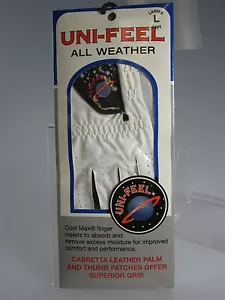 LADIES
L
UNI-FEEL
ALL WEATHER
UNI-FEEL
Cool Max® finger
inserts to absorb and
remove excess moisture for improved
comfort and performance.
CABRETTA LEATHER PALM
AND THUMB PATCHES OFFER
SUPERIOR GRIP